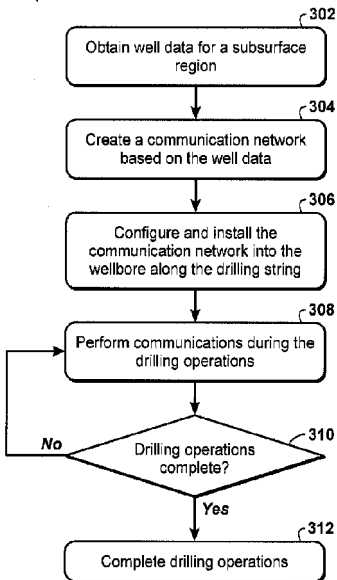 302
Obtain well data for a subsurface
region
304
Create a communication network
based on the well data
306
Configure and install the
communication network into the
wellbore along the drilling string
308
Perform communications during the
drilling operations
310
No
Drilling operations
complete?
Yes
312
Complete drilling operations